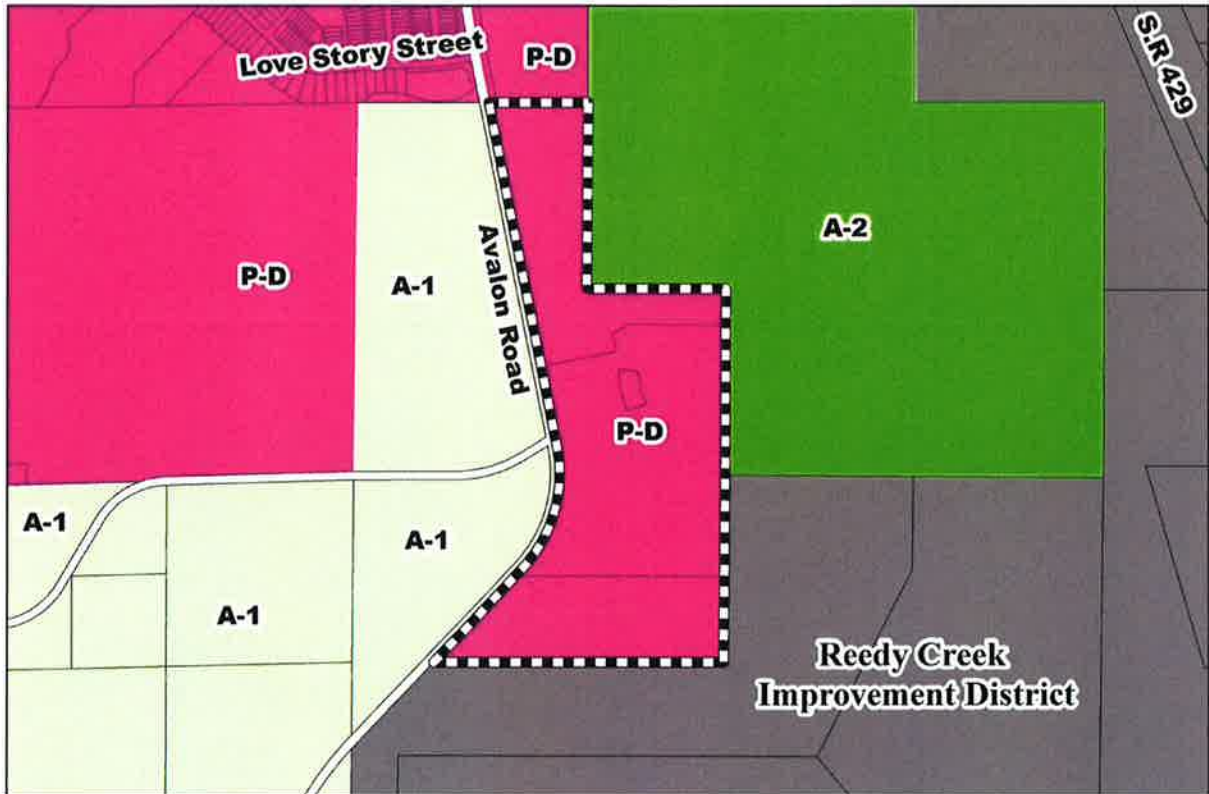 Love Story Street
P-D
S.R 429
A-2
P-D
A-1
Avalon Road
P-D
A-1
A-1
A-1
Reedy Creek
Improvement District